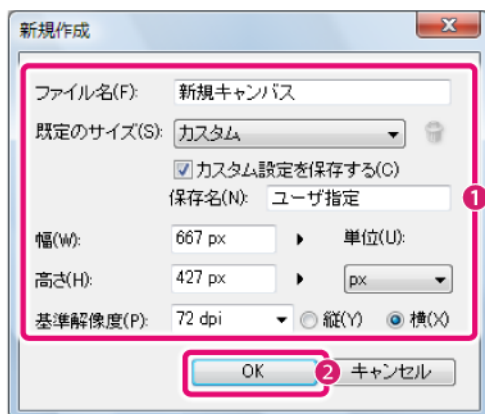 新規作成
ファイル名(F): 新規キャンバス
既定のサイズ(S): カスタム
カスタム設定を保存する(C)
保存名(N): ユーザ指定
1
幅(W): 667 px 単位(U):
高さ(H): 427 px px
基準解像度(P): 72 dpi 縦(Y) 横(X)
OK 2 キャンセル